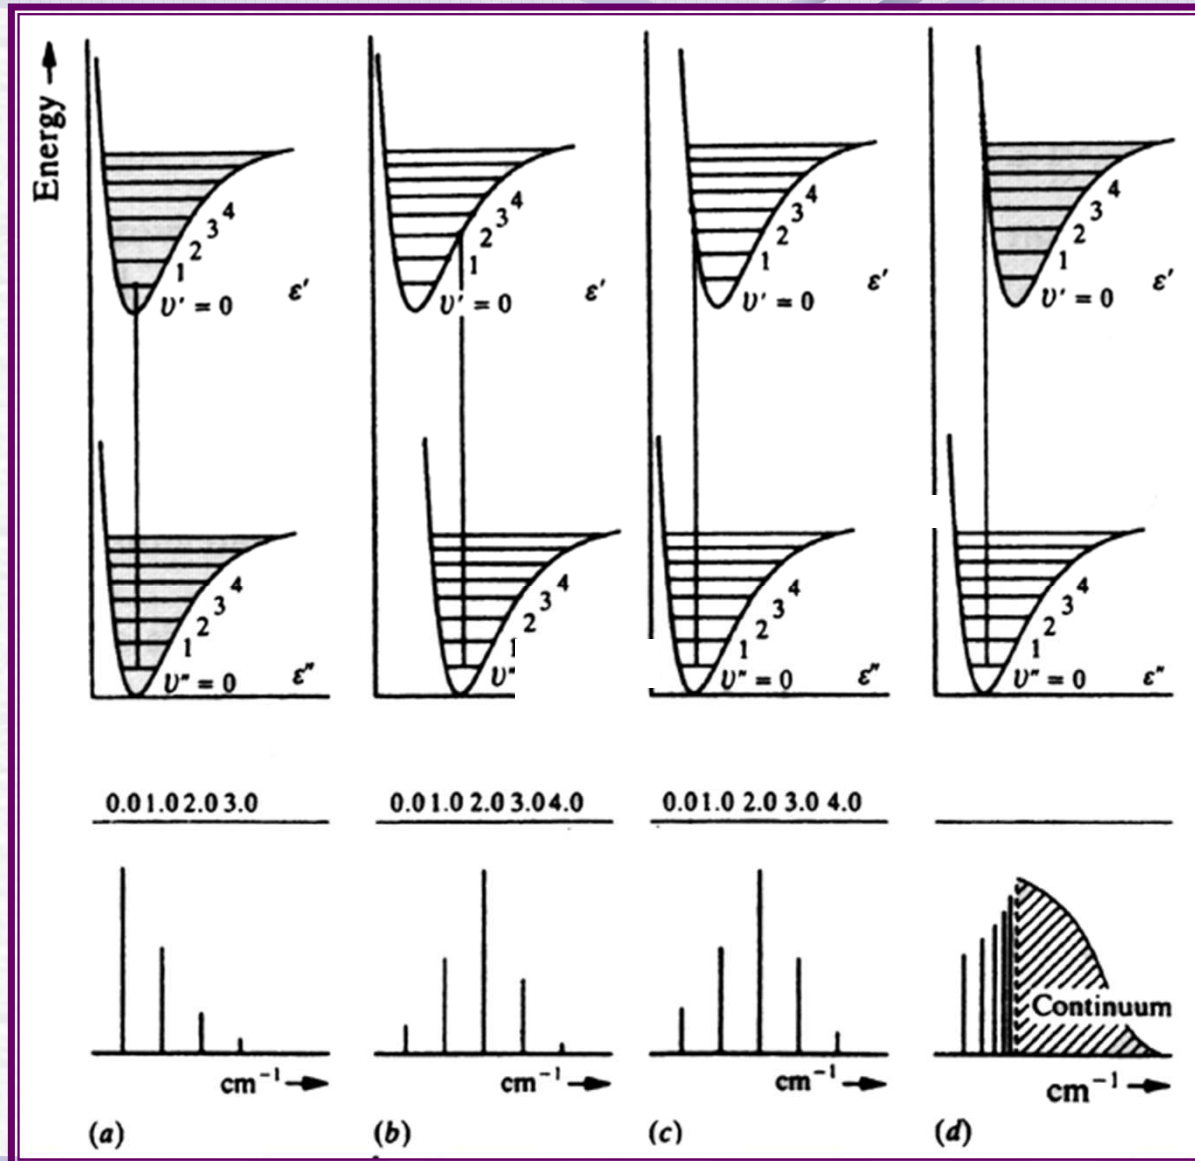 Energy →
4
3
2
1
υ' = 0
ε'
4
3
2
1
υ' = 0
ε'
4
3
2
1
υ' = 0
ε'
4
3
2
1
υ' = 0
ε'
4
3
2
1
υ" = 0
ε"
4
3
2
υ"
4
3
2
1
υ" = 0
ε"
4
3
2
1
υ" = 0
ε"
0.0 1.0 2.0 3.0
0.0 1.0 2.0 3.0 4.0
0.0 1.0 2.0 3.0 4.0
Continuum
cm⁻¹ →
cm⁻¹ →
cm⁻¹ →
cm⁻¹ →
(a)
(b)
(c)
(d)